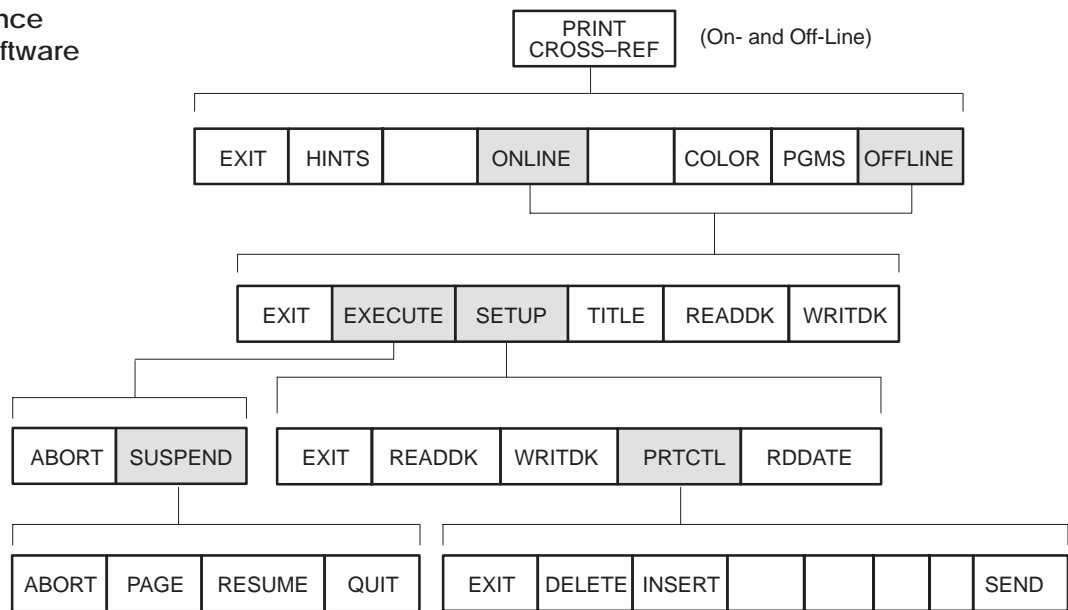 nce
ftware
PRINT
CROSS–REF
(On- and Off-Line)
EXIT HINTS ONLINE COLOR PGMS OFFLINE
EXIT EXECUTE SETUP TITLE READDK WRITDK
ABORT SUSPEND EXIT READDK WRITDK PRTCTL RDDATE
ABORT PAGE RESUME QUIT EXIT DELETE INSERT SEND